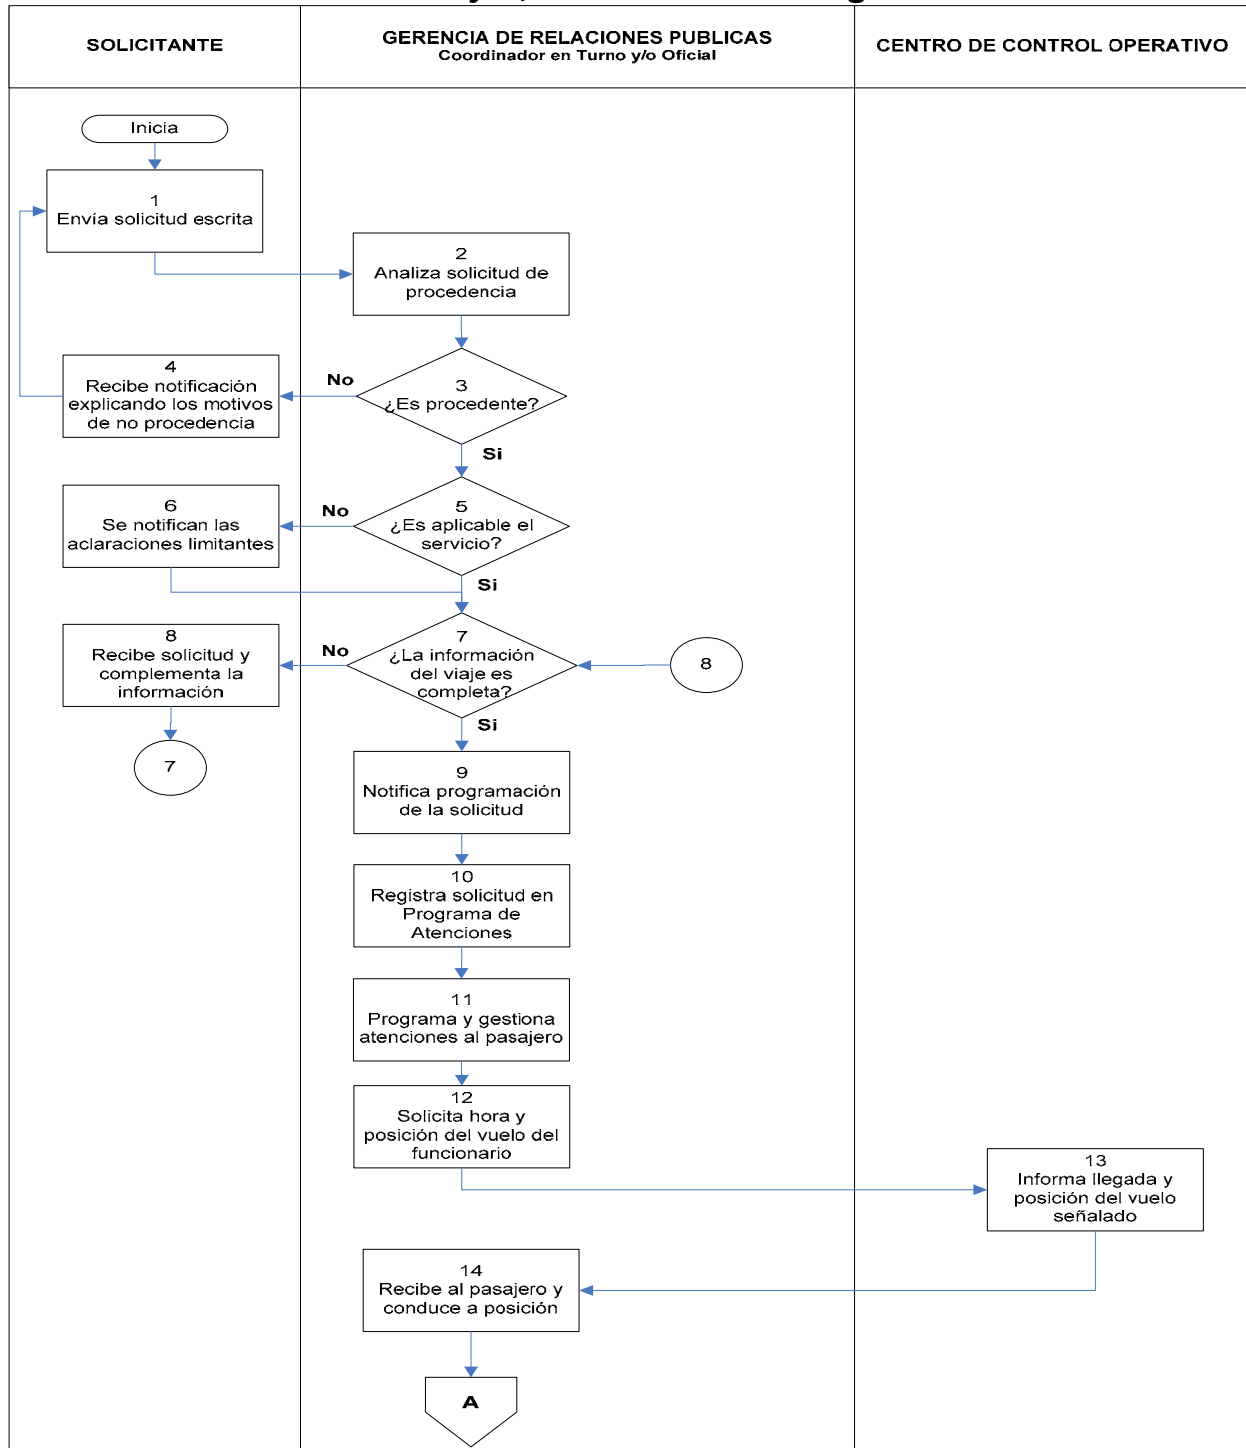 SOLICITANTE
GERENCIA DE RELACIONES PUBLICAS
Coordinador en Turno y/o Oficial
CENTRO DE CONTROL OPERATIVO
Inicia
1
Envía solicitud escrita
2
Analiza solicitud de
procedencia
4
Recibe notificación
explicando los motivos
de no procedencia
No
3
¿Es procedente?
Si
6
Se notifican las
aclaraciones limitantes
No
5
¿Es aplicable el
servicio?
Si
8
Recibe solicitud y
complementa la
información
No
7
¿La información
del viaje es
completa?
8
Si
7
9
Notifica programación
de la solicitud
10
Registra solicitud en
Programa de
Atenciones
11
Programa y gestiona
atenciones al pasajero
12
Solicita hora y
posición del vuelo del
funcionario
13
Informa llegada y
posición del vuelo
señalado
14
Recibe al pasajero y
conduce a posición
A